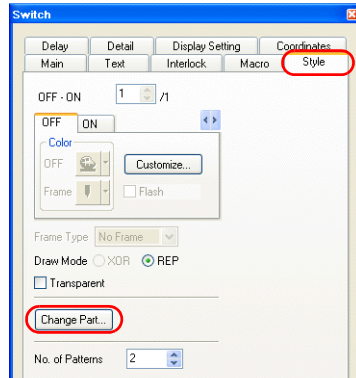 Switch
Delay Detail Display Setting Coordinates
Main Text Interlock Macro Style
OFF - ON 1 /1
OFF ON
Color
OFF Customize...
Frame Flash
Frame Type No Frame
Draw Mode XOR REP
Transparent
Change Part...
No. of Patterns 2